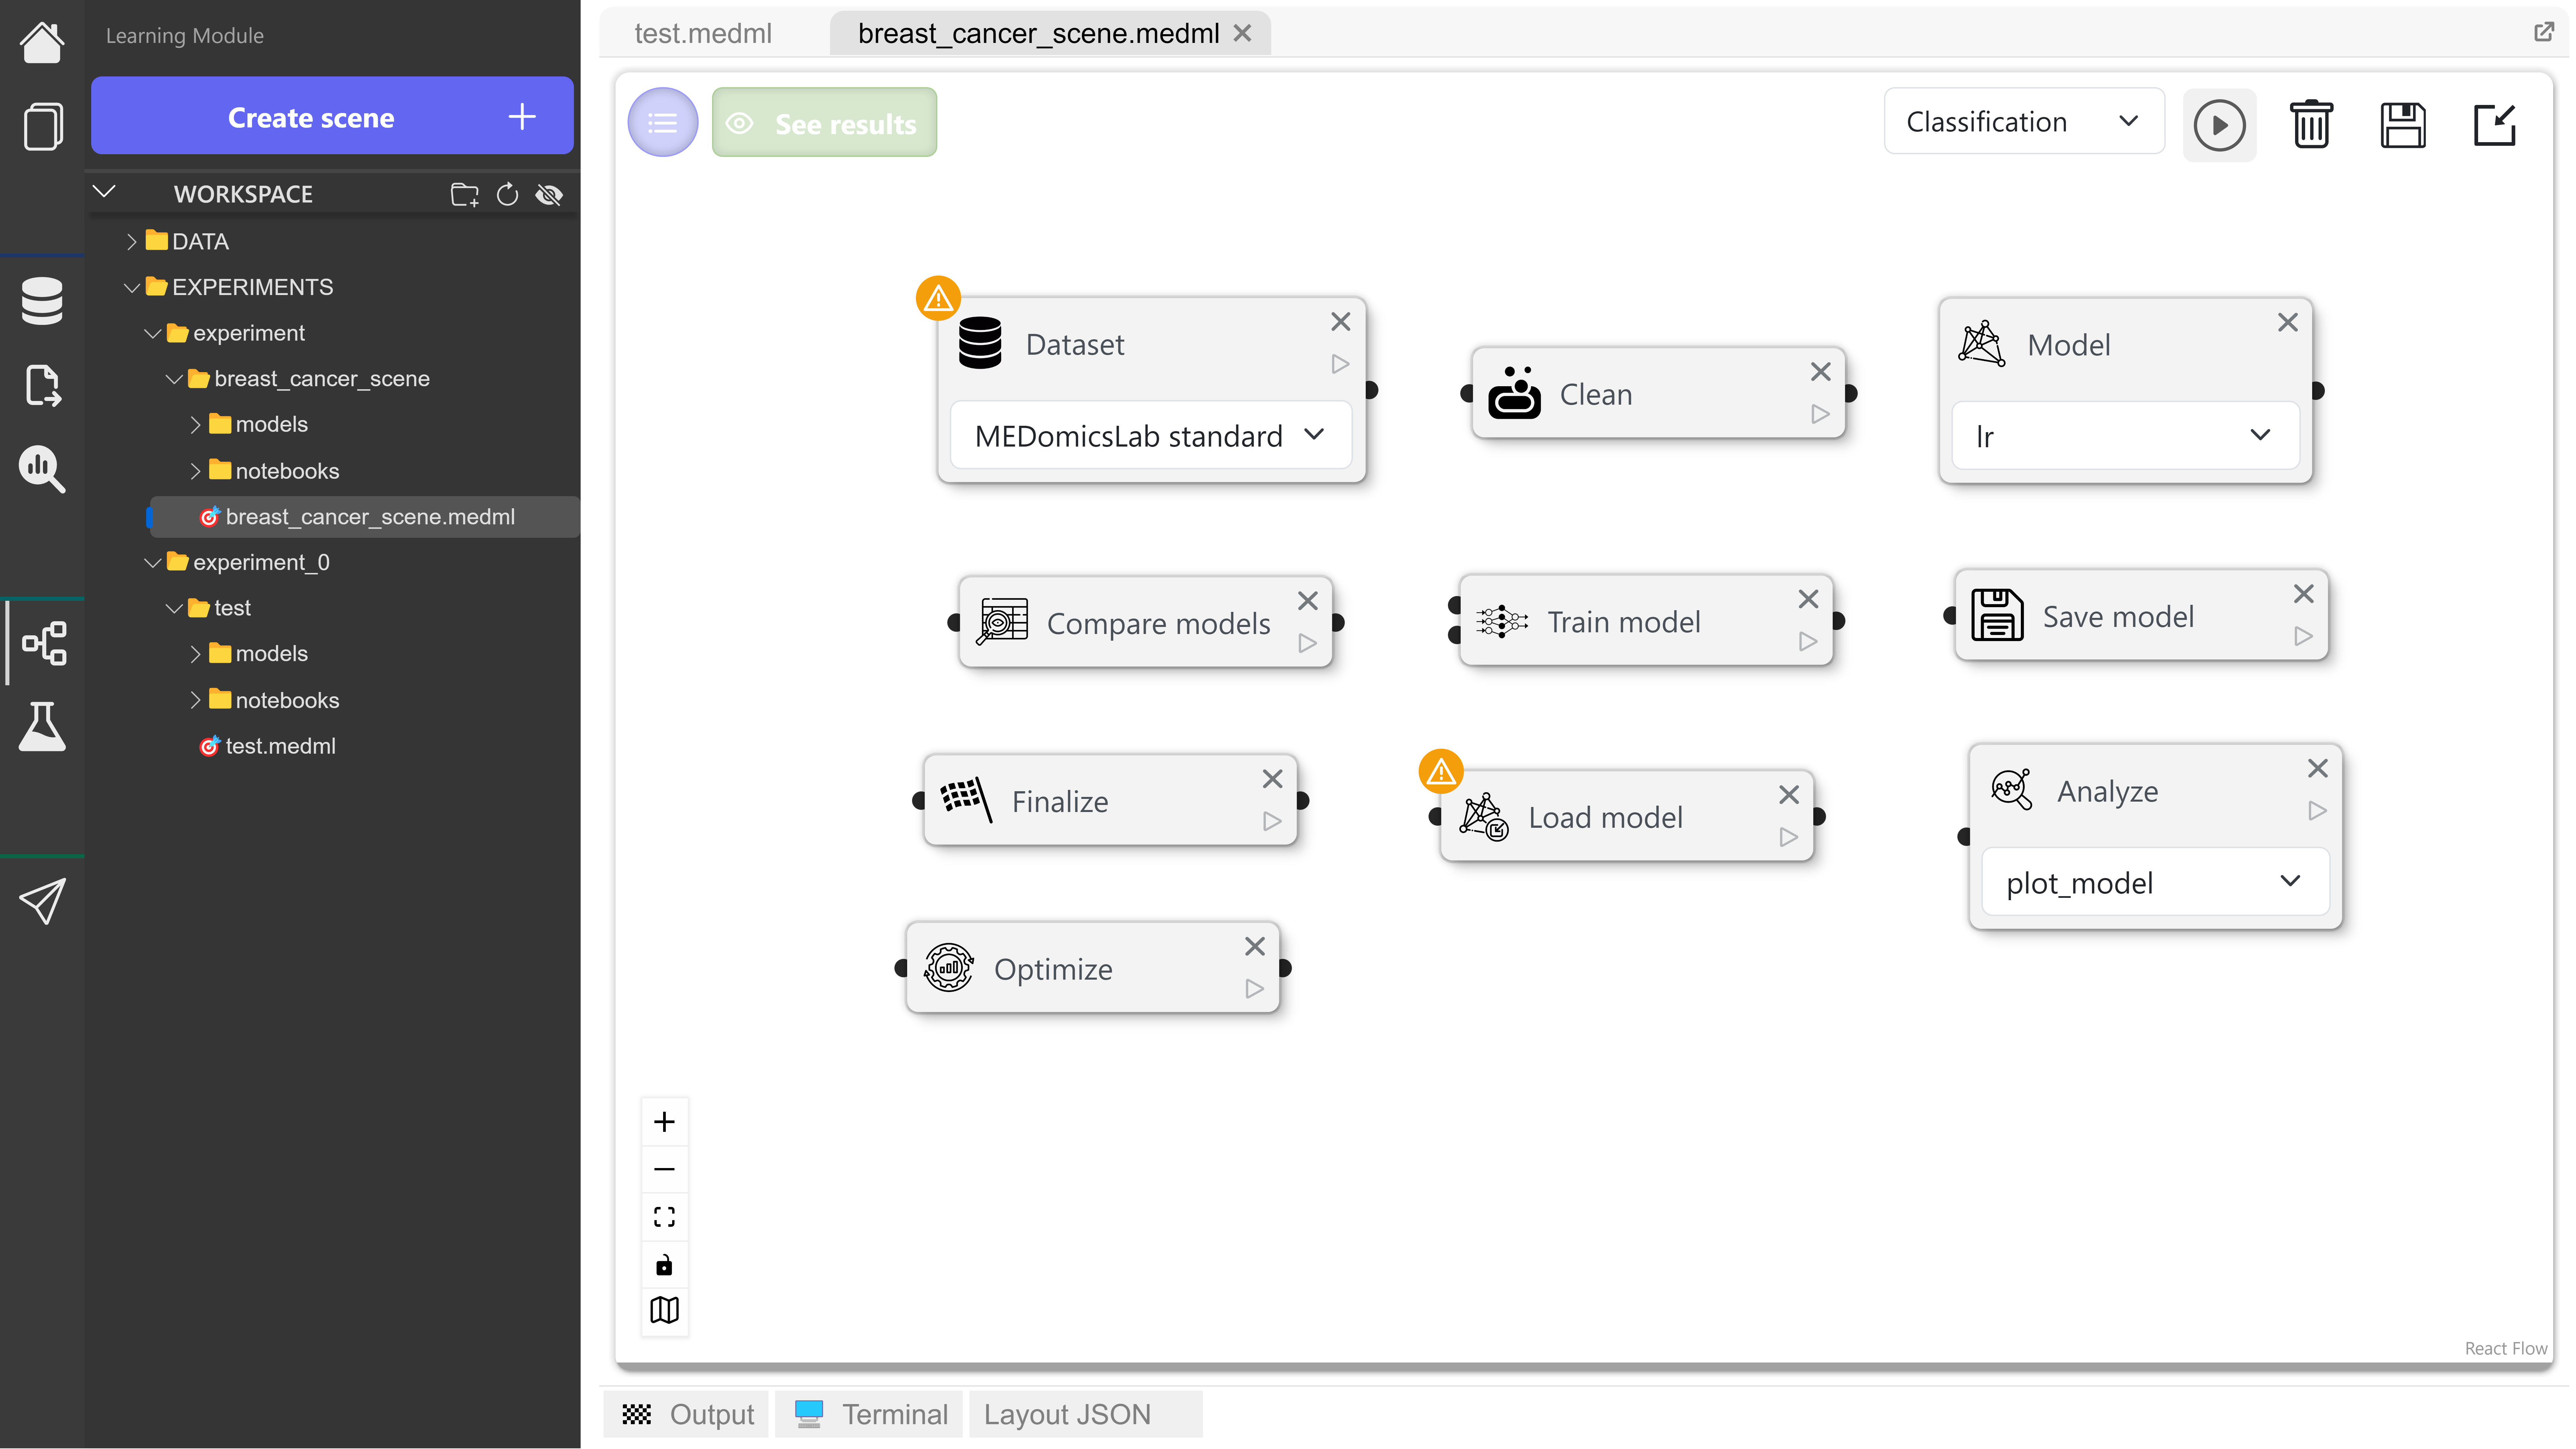 Learning Module
Create scene
WORKSPACE
DATA
EXPERIMENTS
experiment
breast_cancer_scene
models
notebooks
breast_cancer_scene.medml
experiment_0
test
models
notebooks
test.medml
test.medml
breast_cancer_scene.medml
See results
Classification
Dataset
MEDomicsLab standard
Clean
Model
lr
Compare models
Train model
Save model
Finalize
Load model
Analyze
plot_model
Optimize
React Flow
Output
Terminal
Layout JSON